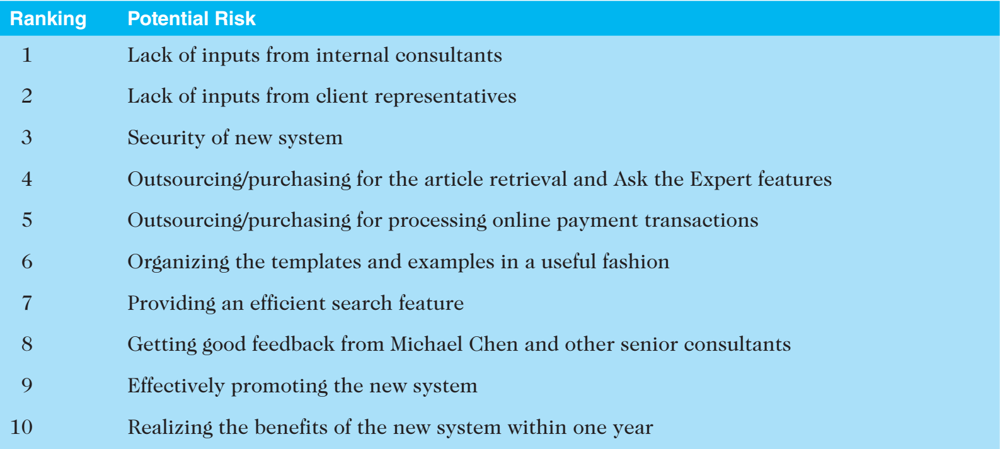 Ranking Potential Risk
1 Lack of inputs from internal consultants
2 Lack of inputs from client representatives
3 Security of new system
4 Outsourcing/purchasing for the article retrieval and Ask the Expert features
5 Outsourcing/purchasing for processing online payment transactions
6 Organizing the templates and examples in a useful fashion
7 Providing an efficient search feature
8 Getting good feedback from Michael Chen and other senior consultants
9 Effectively promoting the new system
10 Realizing the benefits of the new system within one year